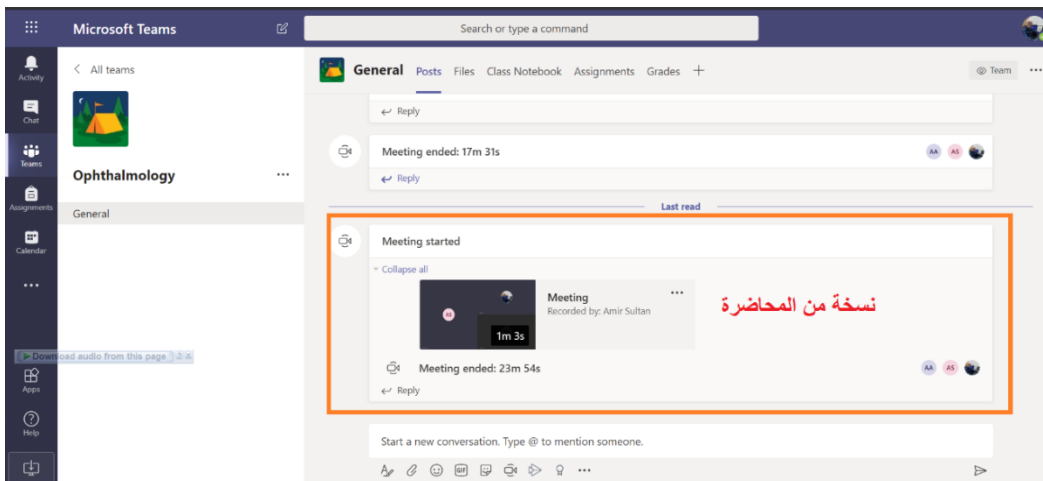 Microsoft Teams
Search or type a command
Activity
Chat
Teams
Assignments
Calendar
Apps
Help
< All teams
Ophthalmology
General
General Posts Files Class Notebook Assignments Grades +
Team
Reply
Meeting ended: 17m 31s
AA AS
Reply
Last read
Meeting started
Collapse all
AS
1m 3s
Meeting
Recorded by: Amir Sultan
نسخة من المحاضرة
Meeting ended: 23m 54s
AA AS
Reply
Download audio from this page
Start a new conversation. Type @ to mention someone.
GIF